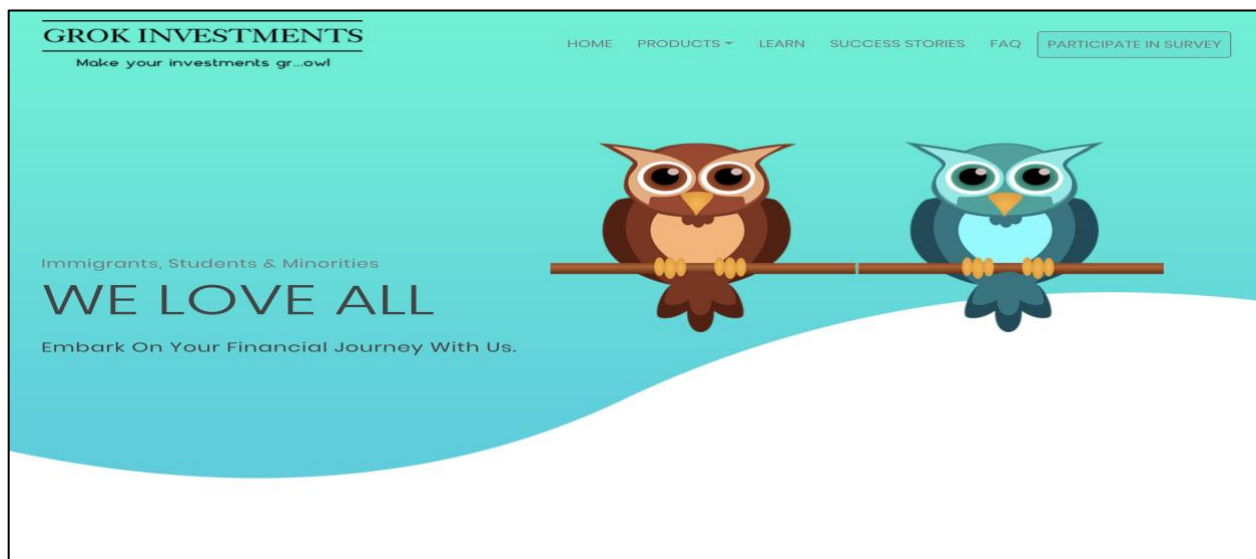 GROK INVESTMENTS
Make your investments gr...owl
HOME PRODUCTS LEARN SUCCESS STORIES FAQ PARTICIPATE IN SURVEY
Immigrants, Students & Minorities
WE LOVE ALL
Embark On Your Financial Journey With Us.